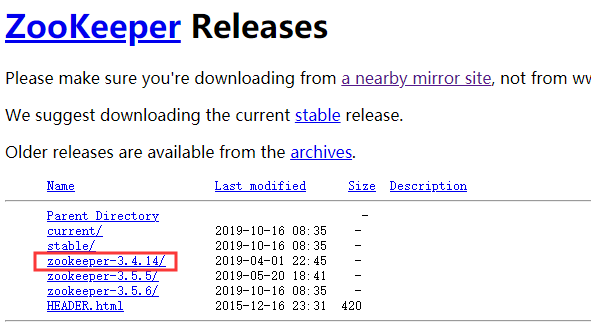 ZooKeeper Releases
Please make sure you're downloading from a nearby mirror site, not from
We suggest downloading the current stable release.
Older releases are available from the archives.
Name Last modified Size Description
Parent Directory -
current/ 2019-10-16 08:35 -
stable/ 2019-10-16 08:35 -
zookeeper-3.4.14/ 2019-04-01 22:45 -
zookeeper-3.5.5/ 2019-05-20 18:41 -
zookeeper-3.5.6/ 2019-10-16 08:35 -
HEADER.html 2015-12-16 23:31 420